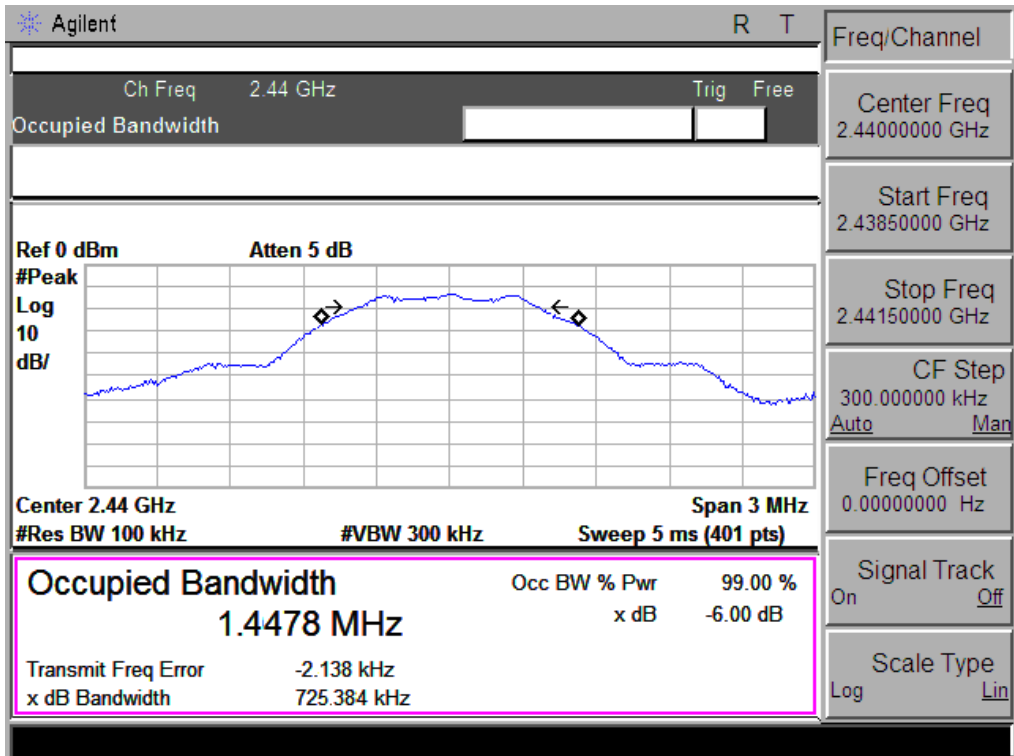 Agilent R T
Ch Freq 2.44 GHz Trig Free
Occupied Bandwidth
Ref 0 dBm Atten 5 dB
#Peak
Log
10
dB/
Center 2.44 GHz Span 3 MHz
#Res BW 100 kHz #VBW 300 kHz Sweep 5 ms (401 pts)
Occupied Bandwidth Occ BW % Pwr 99.00 %
1.4478 MHz x dB -6.00 dB
Transmit Freq Error -2.138 kHz
x dB Bandwidth 725.384 kHz
Freq/Channel
Center Freq
2.44000000 GHz
Start Freq
2.43850000 GHz
Stop Freq
2.44150000 GHz
CF Step
300.000000 kHz
Auto Man
Freq Offset
0.00000000 Hz
Signal Track
On Off
Scale Type
Log Lin